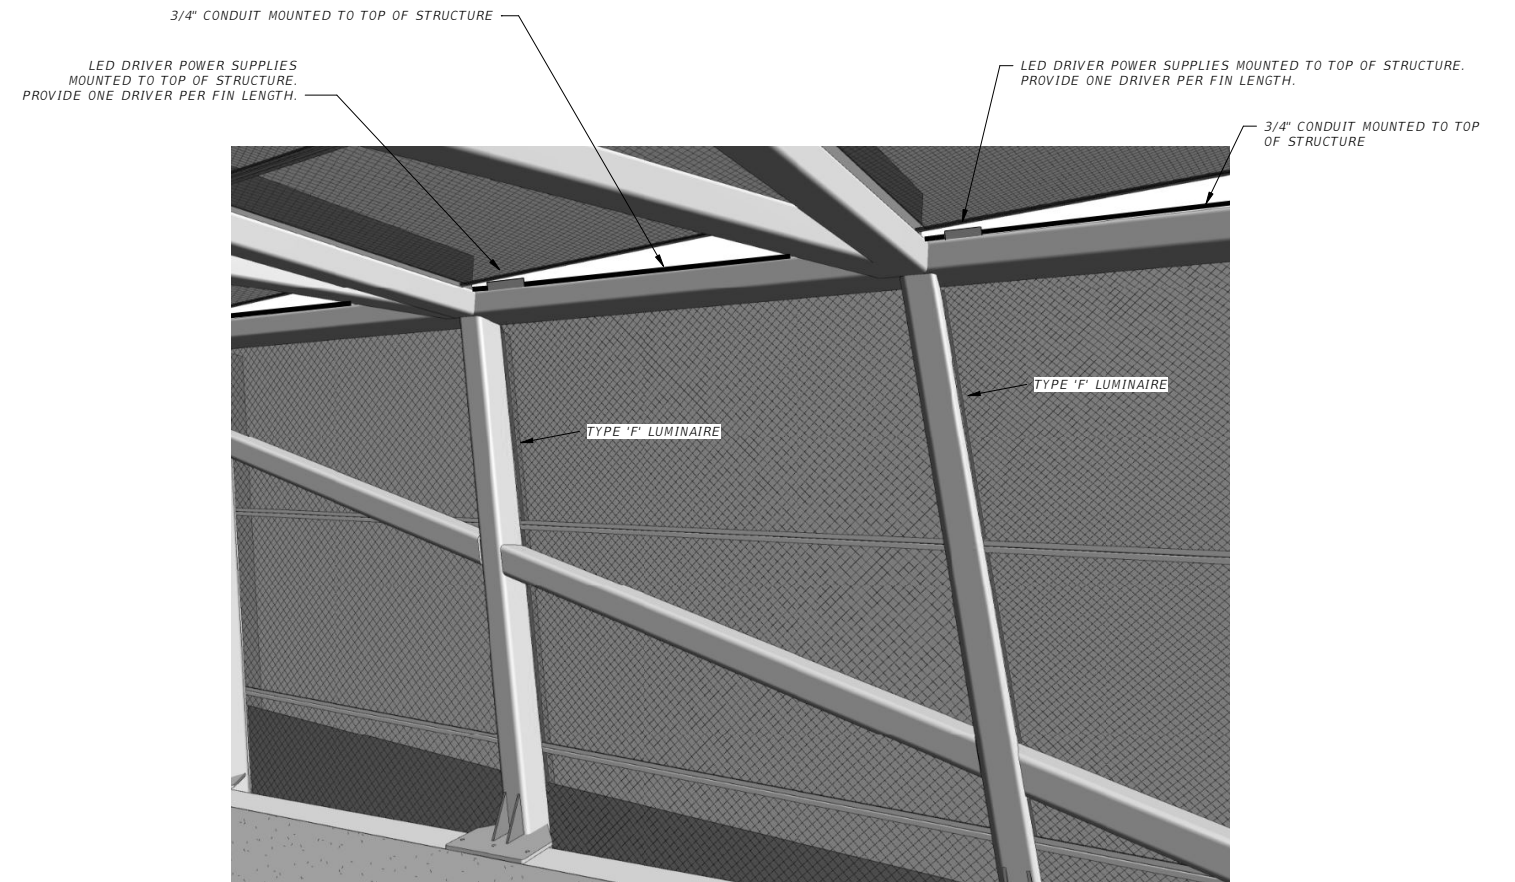 3/4" CONDUIT MOUNTED TO TOP OF STRUCTURE
LED DRIVER POWER SUPPLIES
MOUNTED TO TOP OF STRUCTURE.
PROVIDE ONE DRIVER PER FIN LENGTH.
LED DRIVER POWER SUPPLIES MOUNTED TO TOP OF STRUCTURE.
PROVIDE ONE DRIVER PER FIN LENGTH.
3/4" CONDUIT MOUNTED TO TOP
OF STRUCTURE
TYPE 'F' LUMINAIRE
TYPE 'F' LUMINAIRE